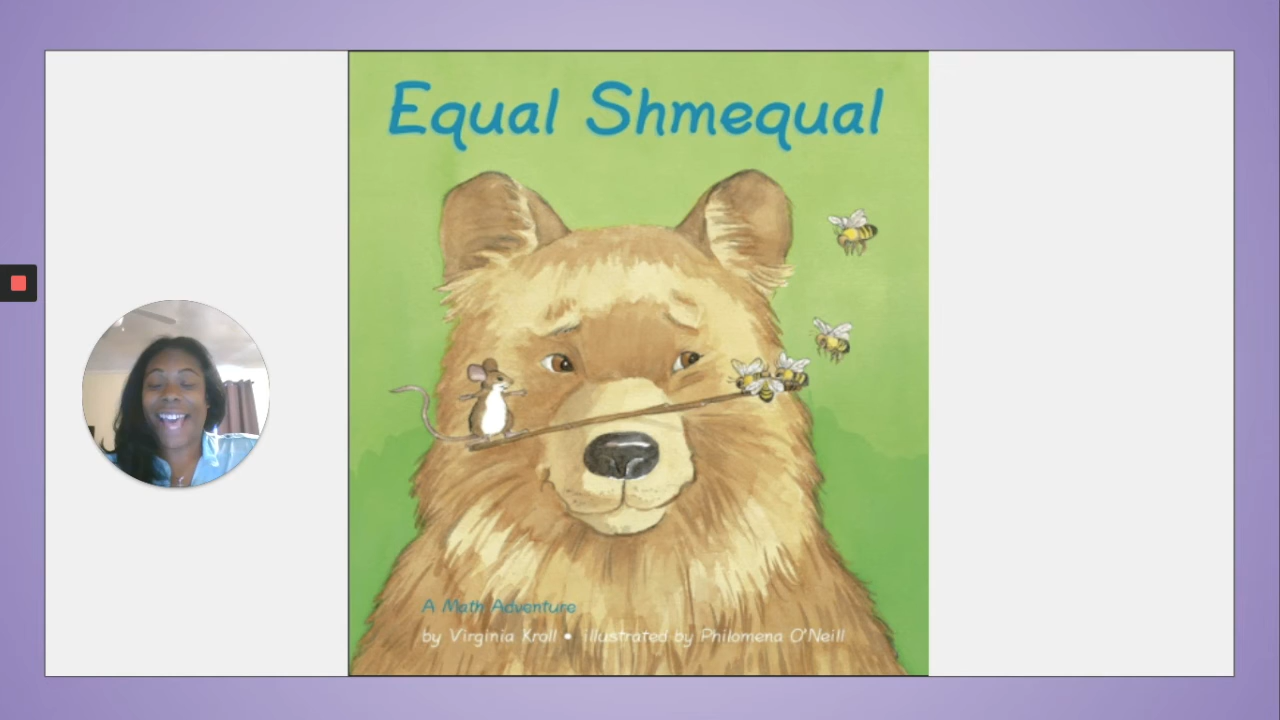 Equal Shmequal
A Math Adventure
by Virginia Kroll • illustrated by Philomena O'Neill